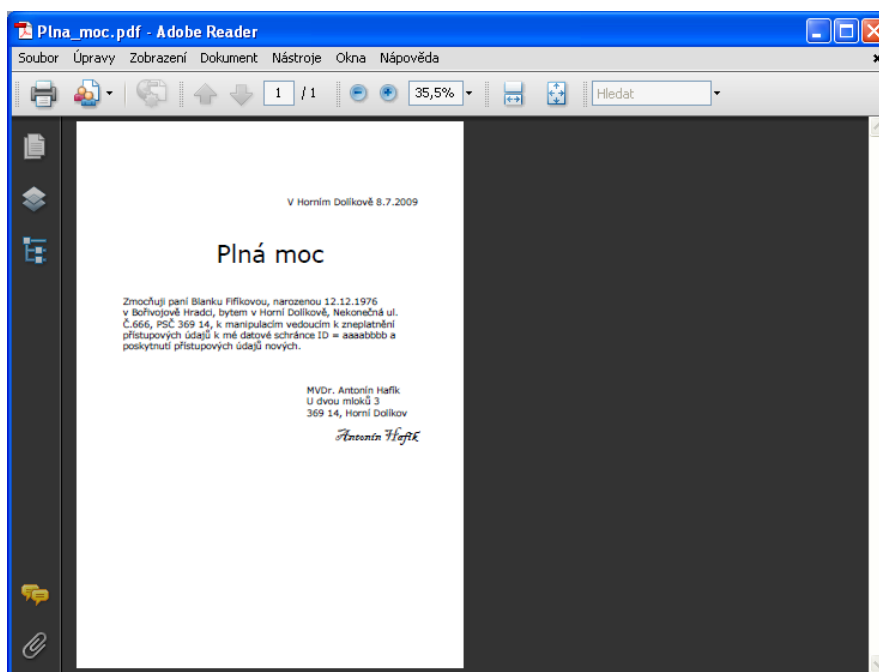 Plna_moc.pdf - Adobe Reader
Soubor Úpravy Zobrazení Dokument Nástroje Okna Nápověda
1 / 1 35,5% Hledat
V Horním Dolíkově 8.7.2009
Plná moc
Zmocňuji paní Blanku Fifíkovou, narozenou 12.12.1976
v Bořivojově Hradci, bytem v Horní Dolíkově, Nekonečná ul.
Č.666, PSČ 369 14, k manipulacím vedoucím k zneplatnění
přístupových údajů k mé datové schránce ID = aaaabbbb a
poskytnutí přístupových údajů nových.
MVDr. Antonín Hafík
U dvou mloků 3
369 14, Horní Dolíkov
Antonín Hafík